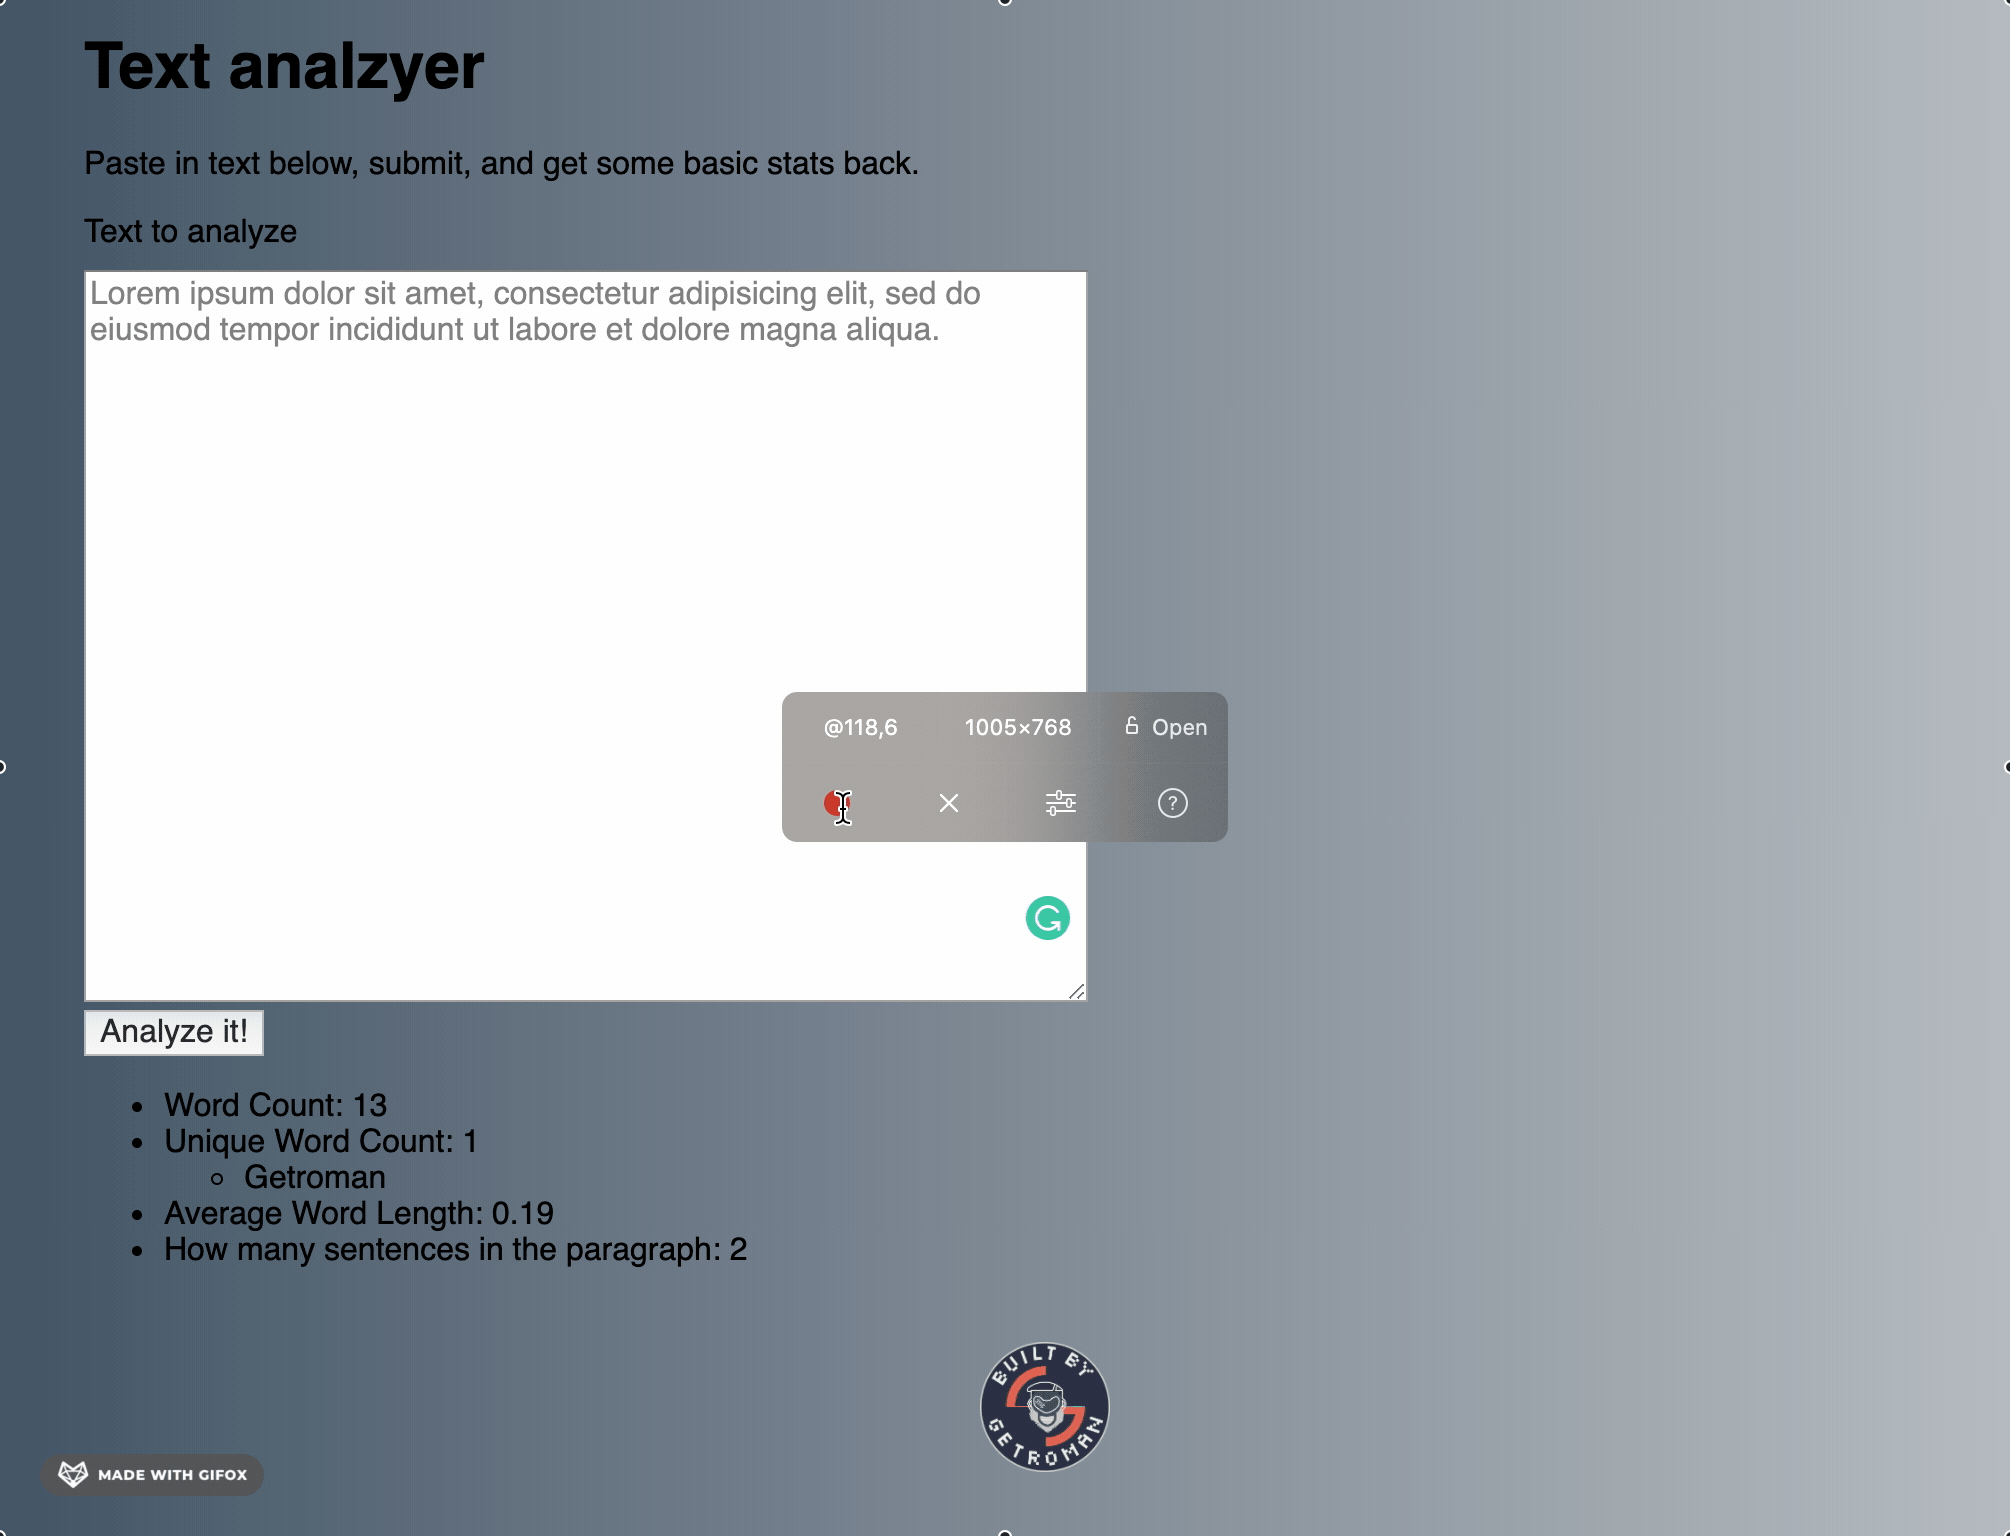 Text analzyer
Paste in text below, submit, and get some basic stats back.
Text to analyze
Lorem ipsum dolor sit amet, consectetur adipisicing elit, sed do
eiusmod tempor incididunt ut labore et dolore magna aliqua.
@118,6 1005×768 Open
Analyze it!
Word Count: 13
Unique Word Count: 1
Getroman
Average Word Length: 0.19
How many sentences in the paragraph: 2
BUILT BY
GETROMAN
MADE WITH GIFOX